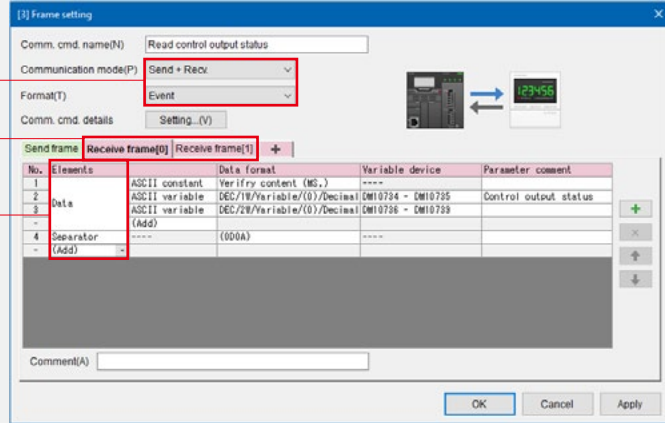 [3] Frame setting
Comm. cmd. name(N) Read control output status
Communication mode(P) Send + Recv.
Format(T) Event
Comm. cmd. details Setting...(V)
123456
Send frame Receive frame[0] Receive frame[1] +
No. Elements Data format Variable device Parameter comment
1 Data ASCII constant Verifry content (MS.) ----
2 ASCII variable DEC/1W/Variable/(0)/Decimal DM10734 - DM10735 Control output status
3 ASCII variable DEC/2W/Variable/(0)/Decimal DM10736 - DM10739
- (Add)
4 Separator ---- (0D0A) ----
- (Add)
Comment(A)
OK Cancel Apply